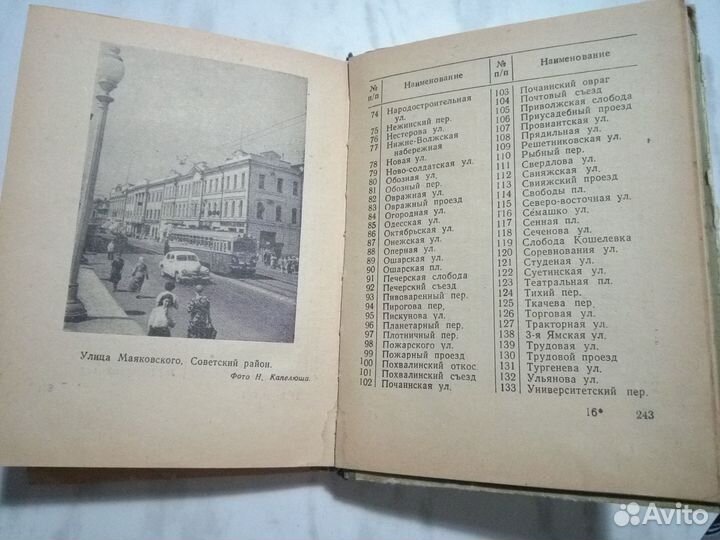 Улица Маяковского, Советский район.
Фото Н. Капелюша.
№ п/п Наименование
74 Народостроительная
ул.
75 Нежинский пер.
76 Нестерова ул.
77 Нижне-Волжская
набережная
78 Новая ул.
79 Ново-солдатская ул.
80 Обозная ул.
81 Обозный пер.
82 Овражная ул.
83 Овражный проезд
84 Огородная ул.
85 Одесская ул.
86 Октябрьская ул.
87 Онежская ул.
88 Оперная ул.
89 Ошарская ул.
90 Ошарская пл.
91 Печерская слобода
92 Печерский съезд
93 Пивоваренный пер.
94 Пирогова пер.
95 Пискунова ул.
96 Планетарный пер.
97 Плотничный пер.
98 Пожарского ул.
99 Пожарный проезд
100 Похвалинский откос
101 Похвалинский съезд
102 Почаинская ул.
№ п/п Наименование
103 Почаинский овраг
104 Почтовый съезд
105 Приволжская слобода
106 Приусадебный проезд
107 Провиантская ул.
108 Прядильная ул.
109 Решетниковская ул.
110 Рыбный пер.
111 Свердлова ул.
112 Свияжская ул.
113 Свияжский проезд
114 Свободы пл.
115 Северо-восточная ул.
116 Семашко ул.
117 Сенная пл.
118 Сеченова ул.
119 Слобода Кошелевка
120 Соревнования ул.
121 Студеная ул.
122 Суетинская ул.
123 Театральная пл.
124 Тихий пер.
125 Ткачева пер.
126 Торговая ул.
127 Тракторная ул.
138 3-я Ямская ул.
139 Трудовая ул.
130 Трудовой проезд
131 Тургенева ул.
132 Ульянова ул.
133 Университетский пер.
16* 243
Avito